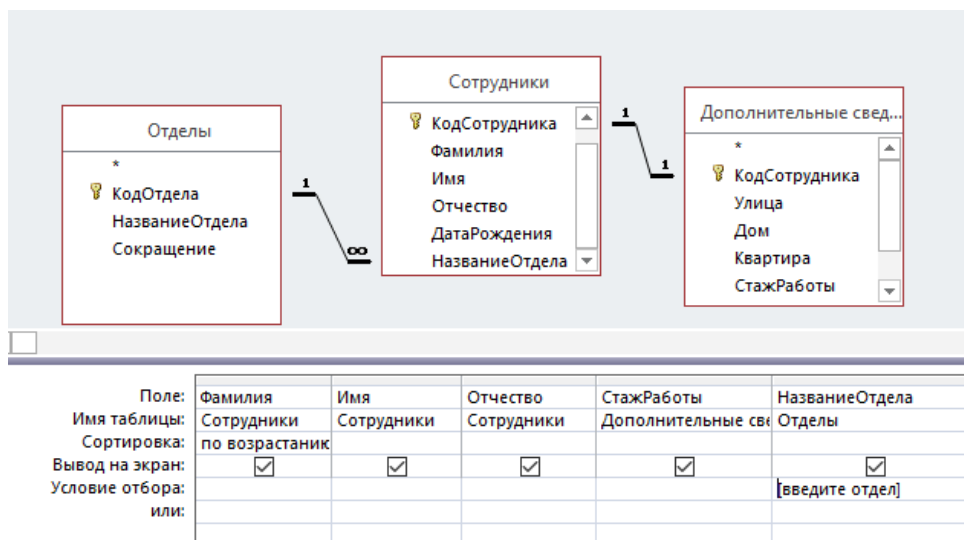 Отделы
*
КодОтдела
НазваниеОтдела
Сокращение
1
∞
Сотрудники
КодСотрудника
Фамилия
Имя
Отчество
ДатаРождения
НазваниеОтдела
1
1
Дополнительные свед...
*
КодСотрудника
Улица
Дом
Квартира
СтажРаботы
Поле: Фамилия Имя Отчество СтажРаботы НазваниеОтдела
Имя таблицы: Сотрудники Сотрудники Сотрудники Дополнительные све Отделы
Сортировка: по возрастаник
Вывод на экран:
Условие отбора: [введите отдел]
или: